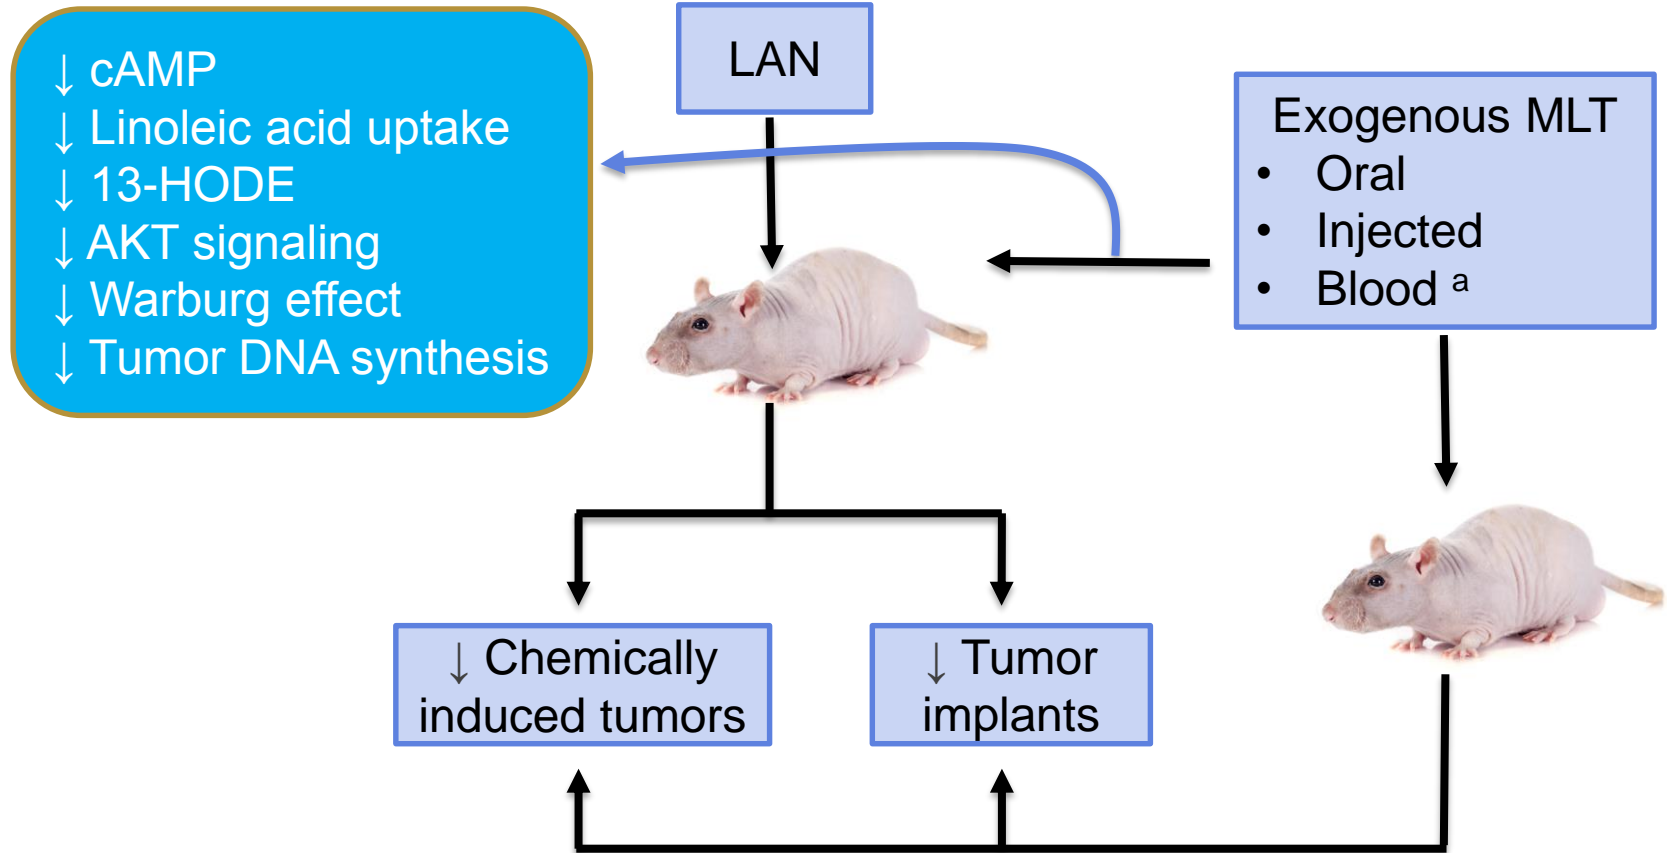 ↓ cAMP
↓ Linoleic acid uptake
↓ 13-HODE
↓ AKT signaling
↓ Warburg effect
↓ Tumor DNA synthesis
LAN
Exogenous MLT
• Oral
• Injected
• Blood ᵃ
↓ Chemically
induced tumors
↓ Tumor
implants